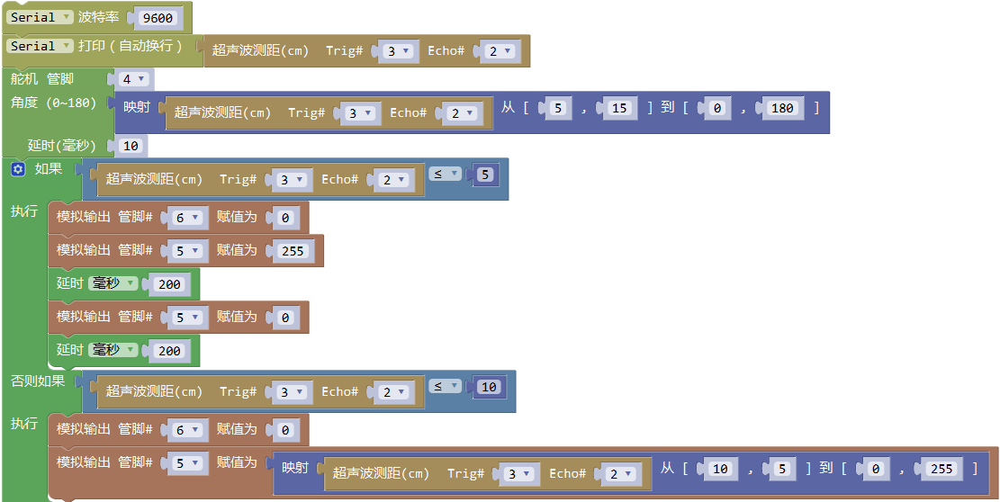 Serial 波特率 9600
Serial 打印（自动换行） 超声波测距(cm) Trig# 3 Echo# 2
舵机 管脚 4
角度 (0~180) 映射 超声波测距(cm) Trig# 3 Echo# 2 从 [ 5 , 15 ] 到 [ 0 , 180 ]
延时(毫秒) 10
如果 超声波测距(cm) Trig# 3 Echo# 2 ≤ 5
执行 模拟输出 管脚# 6 赋值为 0
模拟输出 管脚# 5 赋值为 255
延时 毫秒 200
模拟输出 管脚# 5 赋值为 0
延时 毫秒 200
否则如果 超声波测距(cm) Trig# 3 Echo# 2 ≤ 10
执行 模拟输出 管脚# 6 赋值为 0
模拟输出 管脚# 5 赋值为 映射 超声波测距(cm) Trig# 3 Echo# 2 从 [ 10 , 5 ] 到 [ 0 , 255 ]